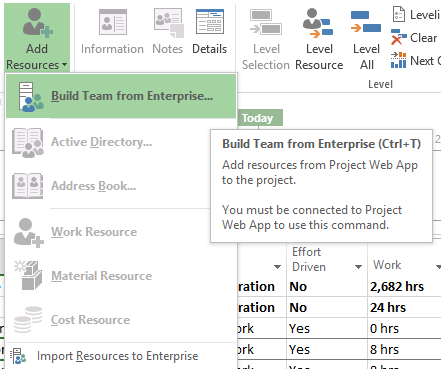 Add
Resources
Information
Notes
Details
Level
Selection
Level
Resource
Level
All
Leveli
Clear
Next O
Level
Build Team from Enterprise...
Active Directory...
Address Book...
Work Resource
Material Resource
Cost Resource
Import Resources to Enterprise
Today
Build Team from Enterprise (Ctrl+T)
Add resources from Project Web App
to the project.
You must be connected to Project
Web App to use this command.
Effort
Driven
Work
ration No 2,682 hrs
ration No 24 hrs
ork Yes 0 hrs
ork Yes 8 hrs
ork Yes 8 hrs